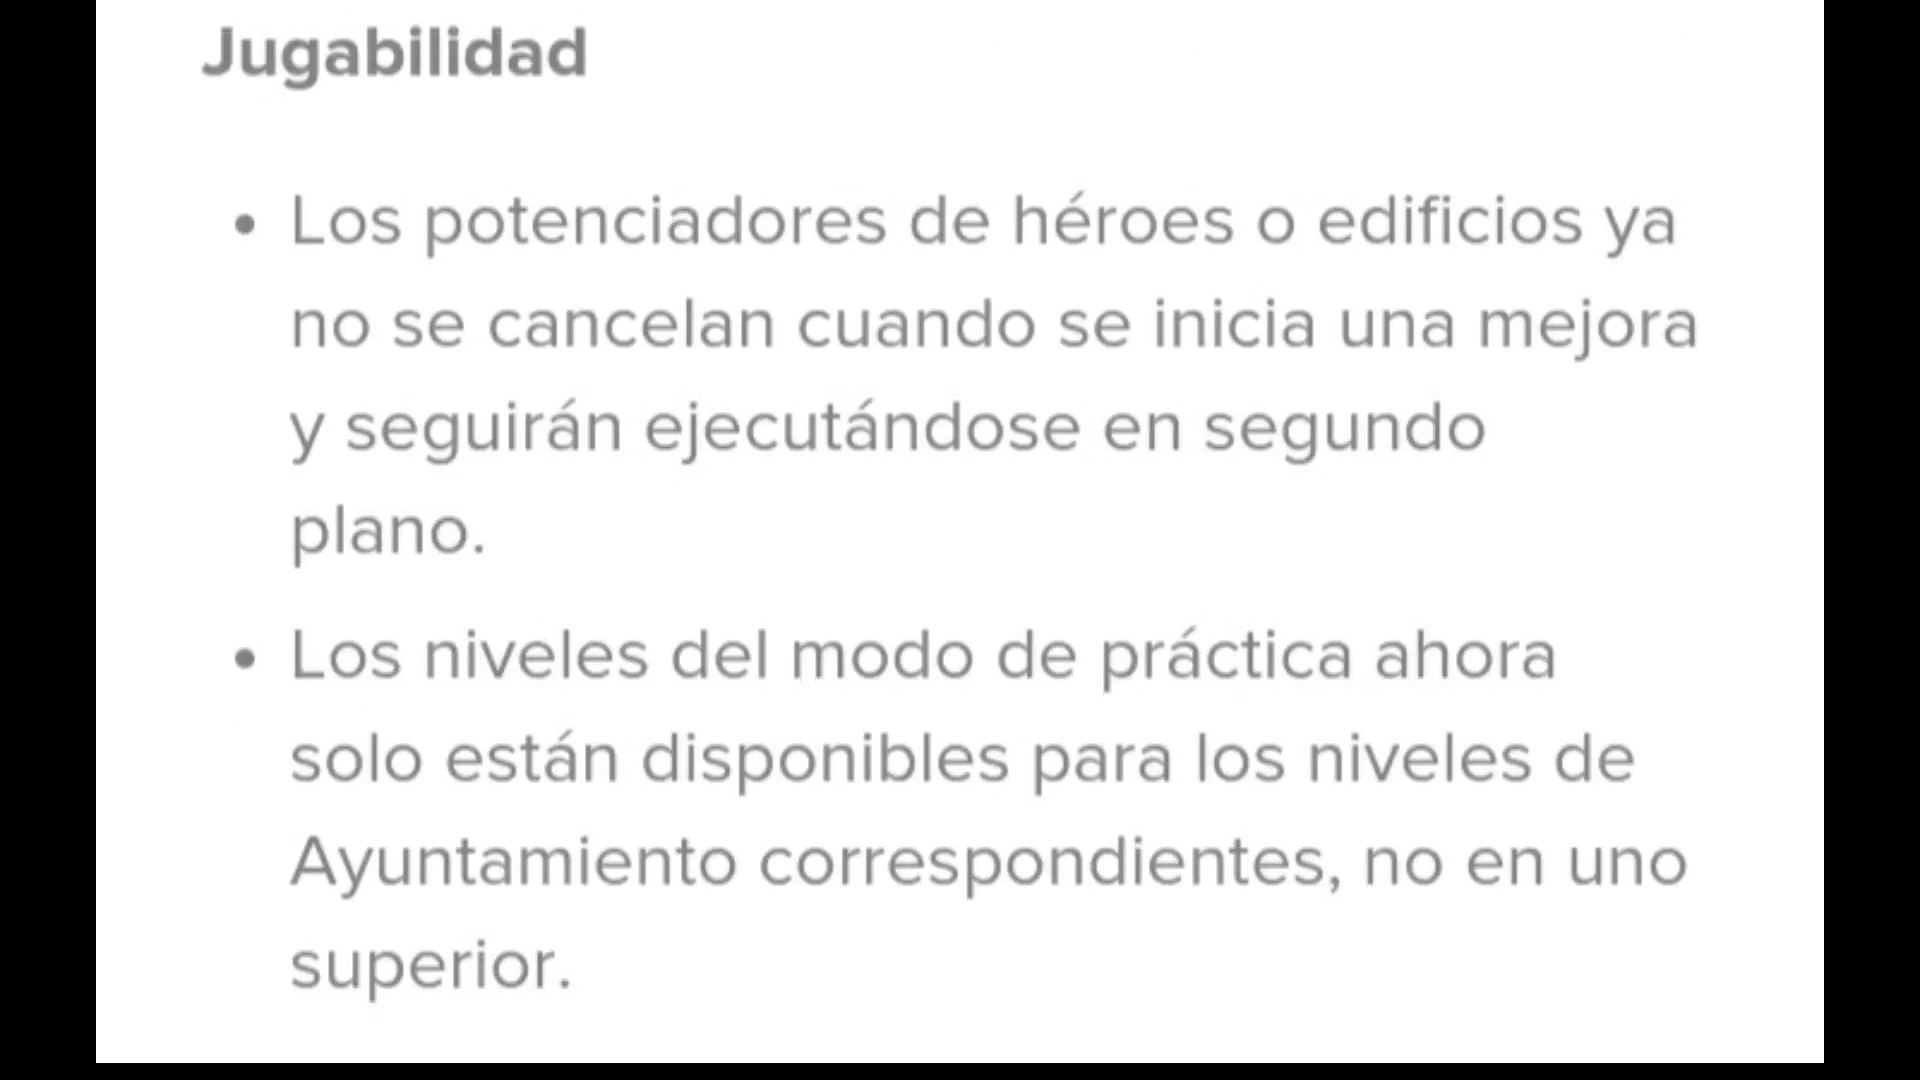 Jugabilidad
• Los potenciadores de héroes o edificios ya
no se cancelan cuando se inicia una mejora
y seguirán ejecutándose en segundo
plano.
• Los niveles del modo de práctica ahora
solo están disponibles para los niveles de
Ayuntamiento correspondientes, no en uno
superior.